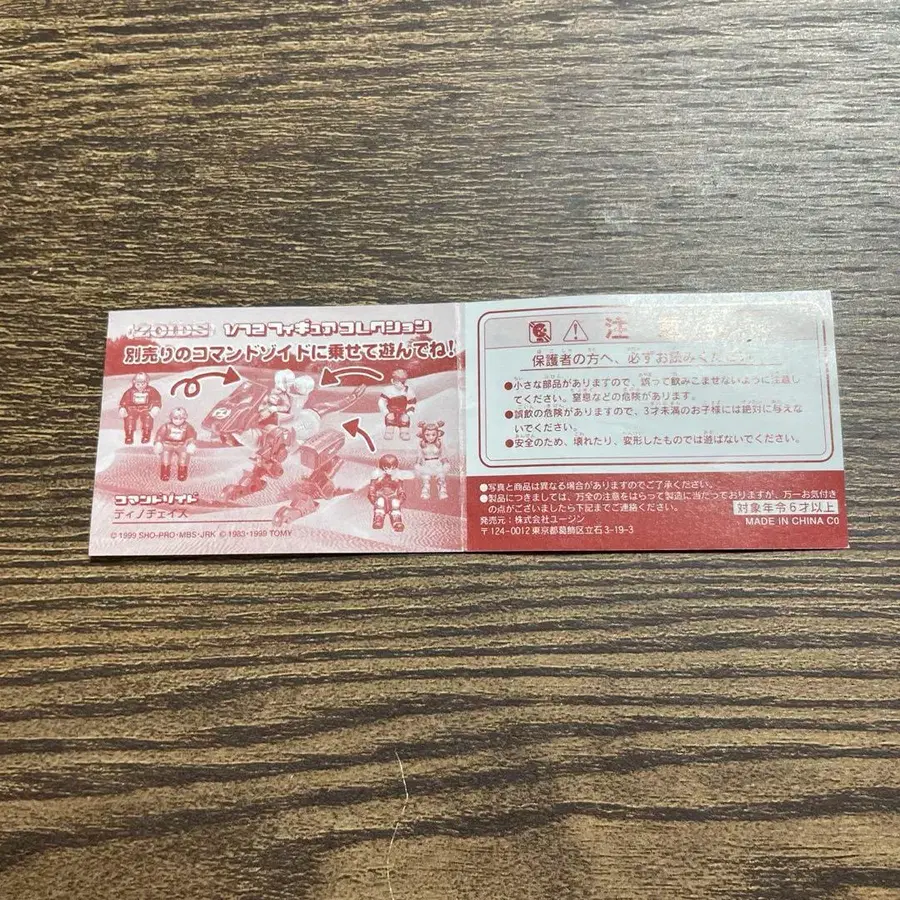 ZOIDS 1/72フィギュアコレクション
別売りのコマンドゾイドに乗せて遊んでね!
コマンドゾイド
ディノチェイス
©1999 SHO-PRO・MBS・JRK ©1983・1999 TOMY
注
保護者の方へ、必ずお読みください
●小さな部品がありますので、誤って飲みこませないように注意し
てください。窒息などの危険があります。
●誤飲の危険がありますので、3才未満のお子様には絶対に与えな
いでください。
●安全のため、壊れたり、変形したものでは遊ばないでください。
●写真と商品は異なる場合がありますのでご了承ください。
●製品につきましては、万全の注意をはらって製造に当たっておりますが、万一お気付き
の点がございましたら下記までご連絡ください。
対象年令6才以上
発売元:株式会社ユージン
〒124-0012 東京都葛飾区立石3-19-3
MADE IN CHINA C0